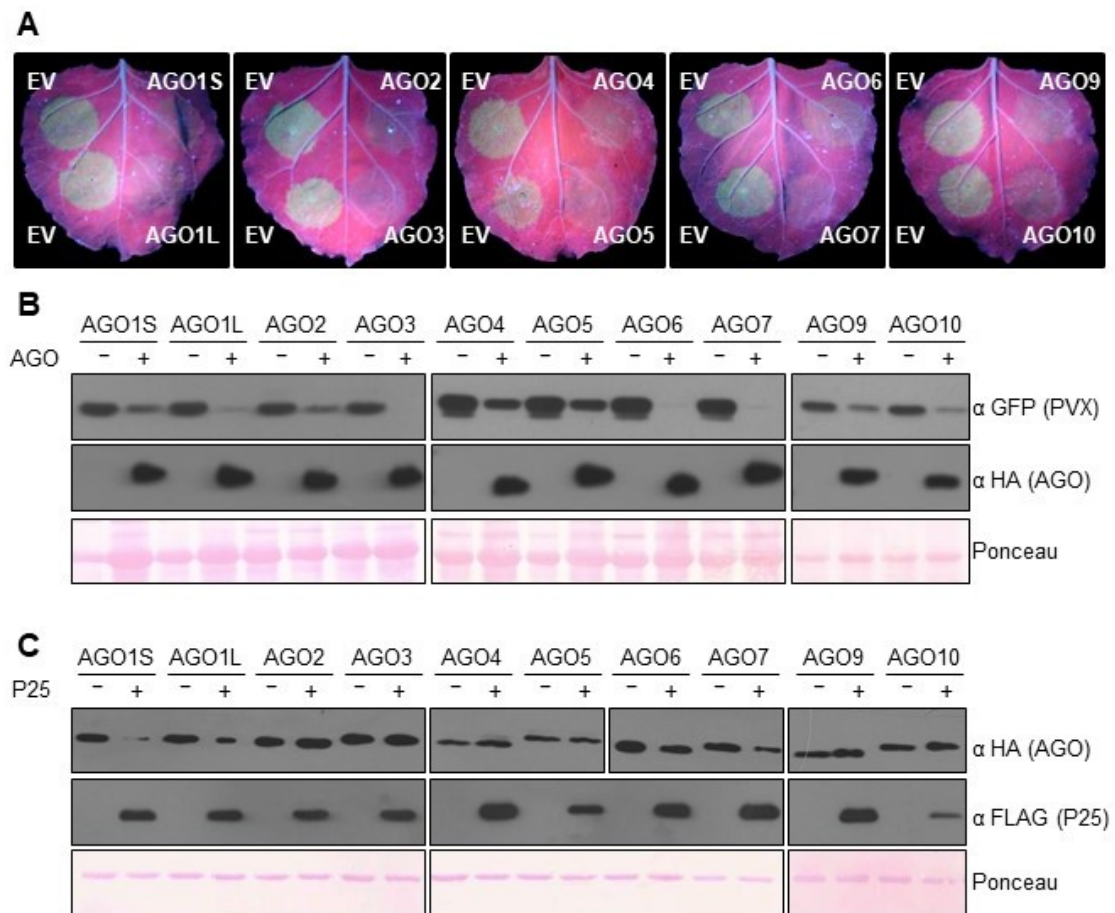 A
EV AGO1S EV AGO2 EV AGO4 EV AGO6 EV AGO9
EV AGO1L EV AGO3 EV AGO5 EV AGO7 EV AGO10
B
AGO1S AGO1L AGO2 AGO3 AGO4 AGO5 AGO6 AGO7 AGO9 AGO10
AGO − + − + − + − + − + − + − + − + − + − +
α GFP (PVX)
α HA (AGO)
Ponceau
C
AGO1S AGO1L AGO2 AGO3 AGO4 AGO5 AGO6 AGO7 AGO9 AGO10
P25 − + − + − + − + − + − + − + − + − + − +
α HA (AGO)
α FLAG (P25)
Ponceau